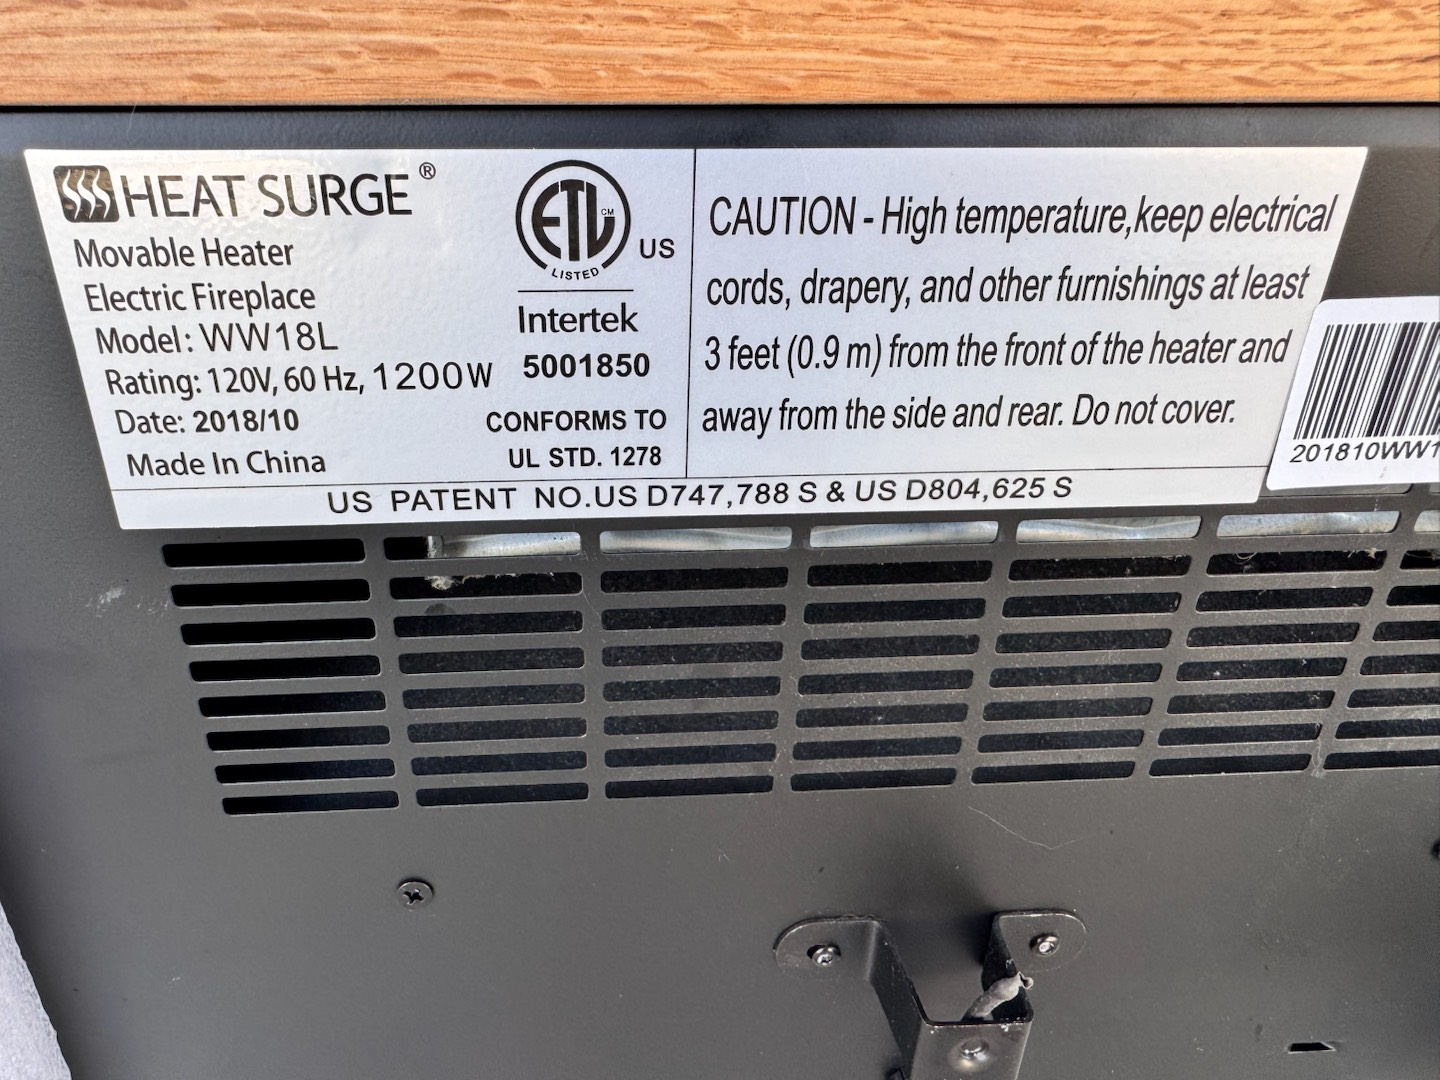 HEAT SURGE®
Movable Heater
Electric Fireplace
Model: WW18L
Rating: 120V, 60 Hz, 1200W
Date: 2018/10
Made In China
ETL CM
LISTED
US
Intertek
5001850
CONFORMS TO
UL STD. 1278
CAUTION - High temperature,keep electrical
cords, drapery, and other furnishings at least
3 feet (0.9 m) from the front of the heater and
away from the side and rear. Do not cover.
US PATENT NO.US D747,788 S & US D804,625 S
201810WW1